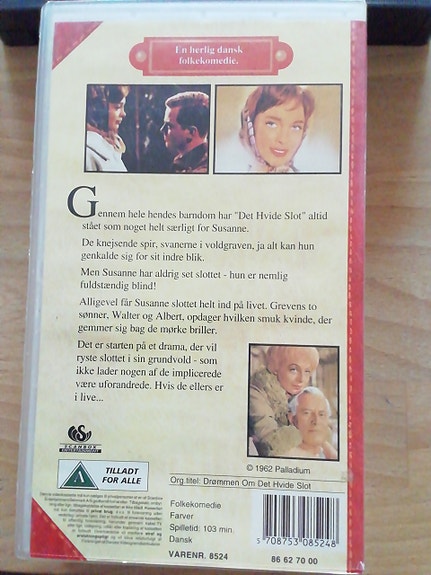 En herlig dansk
folkekomedie.
Gennem hele hendes barndom har "Det Hvide Slot" altid
stået som noget helt særligt for Susanne.
De knejsende spir, svanerne i voldgraven, ja alt kan hun
genkalde sig for sit indre blik.
Men Susanne har aldrig set slottet - hun er nemlig
fuldstændig blind!
Alligevel får Susanne slottet helt ind på livet. Grevens to
sønner, Walter og Albert, opdager hvilken smuk kvinde, der
gemmer sig bag de mørke briller.
Det er starten på et drama, der vil
ryste slottet i sin grundvold - som
ikke lader nogen af de implicerede
være uforandrede. Hvis de ellers er
i live...
© 1962 Palladium
SCANBOX
ENTERTAINMENT
A
TILLADT
FOR ALLE
Org.titel: Drømmen Om Det Hvide Slot
Folkekomedie
Farver
Spilletid: 103 min.
Dansk
VARENR. 8524
5 708753 085248
86 62 70 00